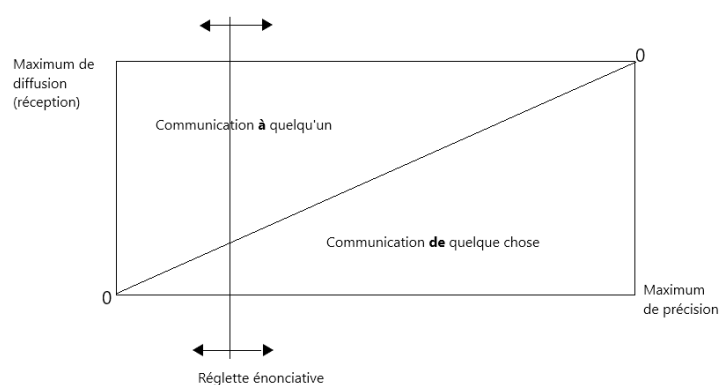 0
Maximum de
diffusion
(réception)
Communication à quelqu'un
Communication de quelque chose
0
Maximum
de précision
Réglette énonciative